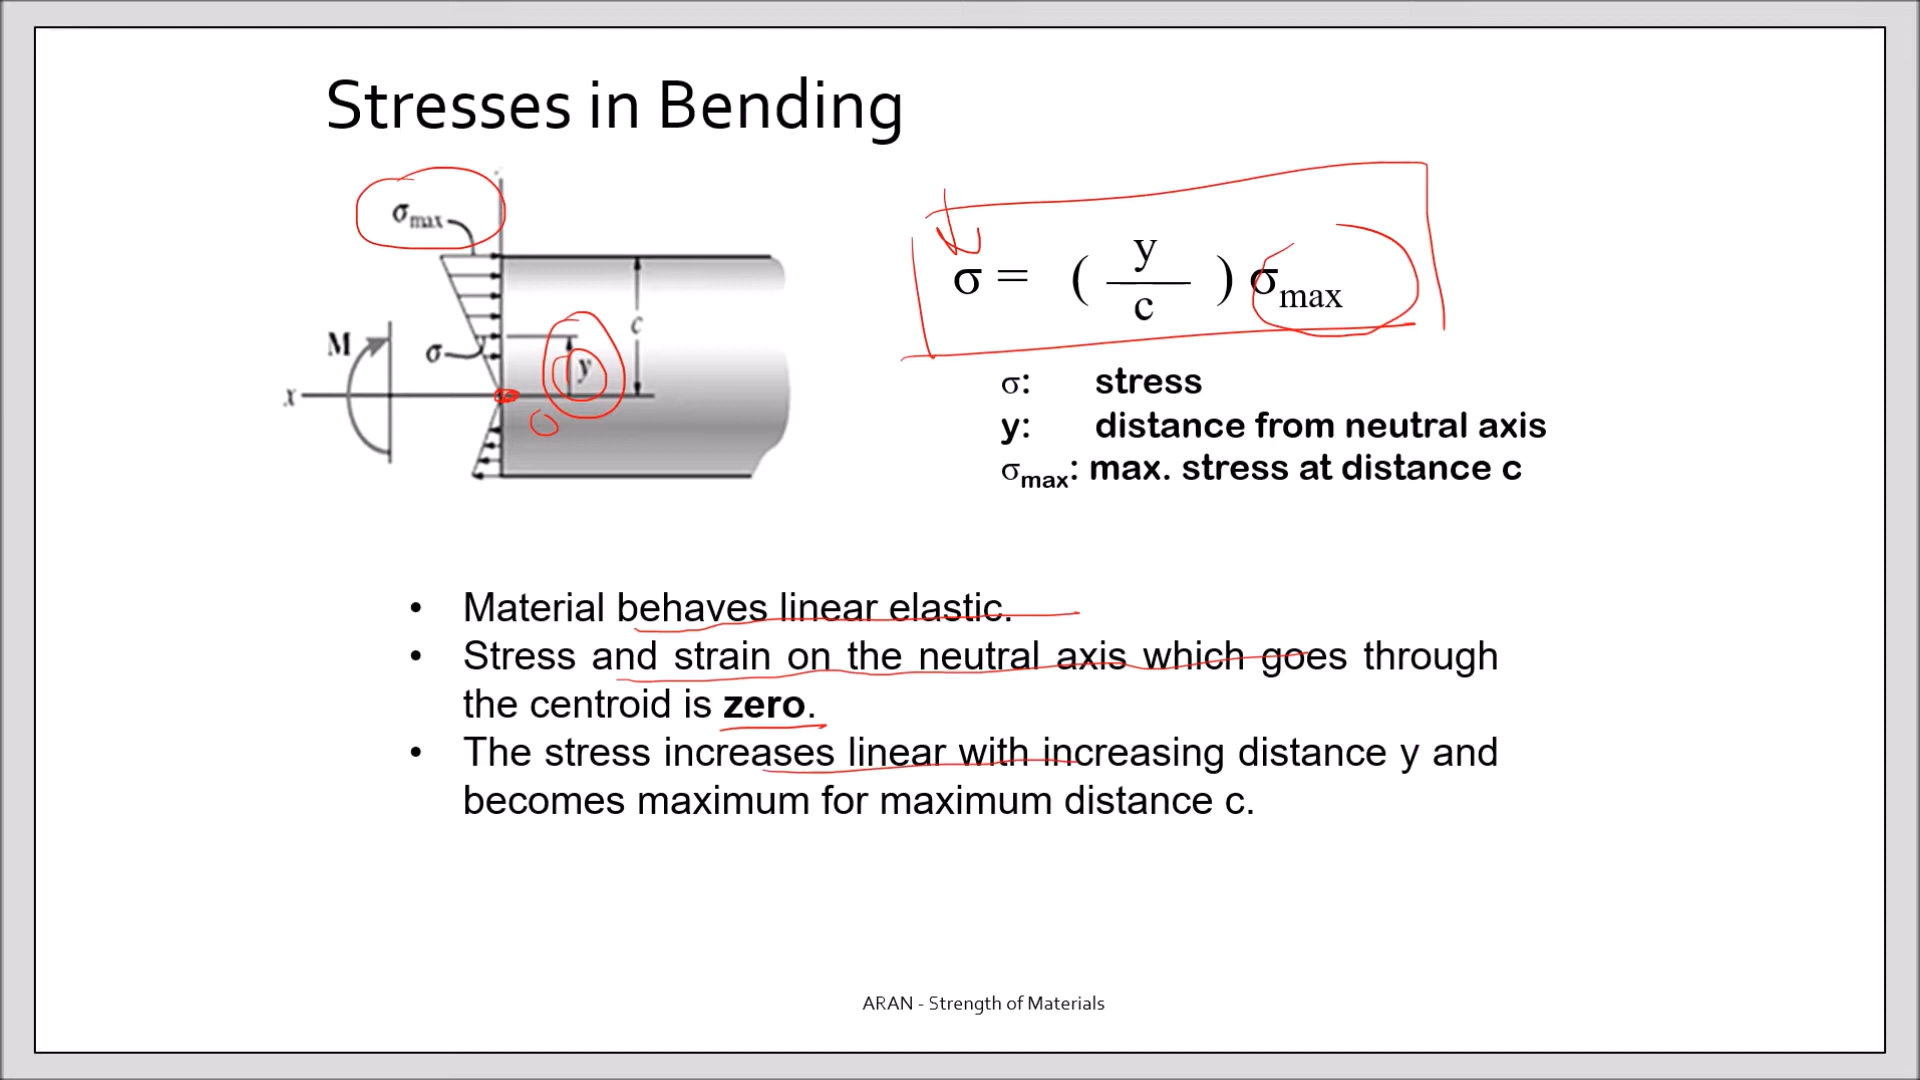 Stresses in Bending
σmax
c
M
σ
y
x
0
σ = ( y / c ) σmax
σ: stress
y: distance from neutral axis
σmax: max. stress at distance c
• Material behaves linear elastic.
• Stress and strain on the neutral axis which goes through
the centroid is zero.
• The stress increases linear with increasing distance y and
becomes maximum for maximum distance c.
ARAN - Strength of Materials